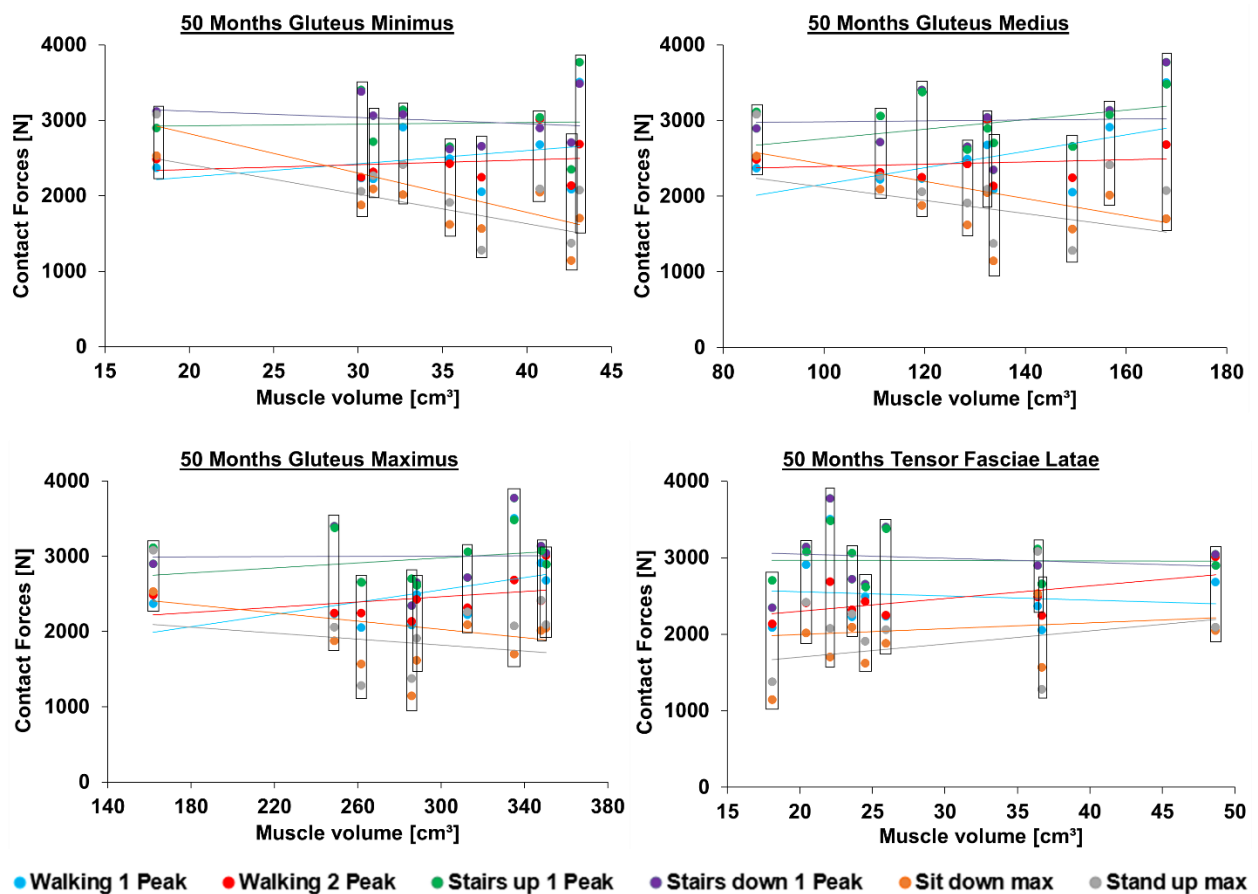 50 Months Gluteus Minimus
4000
3000
2000
1000
0
Contact Forces [N]
15 20 25 30 35 40 45
Muscle volume [cm³]
50 Months Gluteus Medius
4000
3000
2000
1000
0
Contact Forces [N]
80 100 120 140 160 180
Muscle volume [cm³]
50 Months Gluteus Maximus
4000
3000
2000
1000
0
Contact Forces [N]
140 220 260 300 340 380
Muscle volume [cm³]
50 Months Tensor Fasciae Latae
4000
3000
2000
1000
0
Contact Forces [N]
15 20 25 30 35 40 45 50
Muscle volume [cm³]
Walking 1 Peak Walking 2 Peak Stairs up 1 Peak Stairs down 1 Peak Sit down max Stand up max